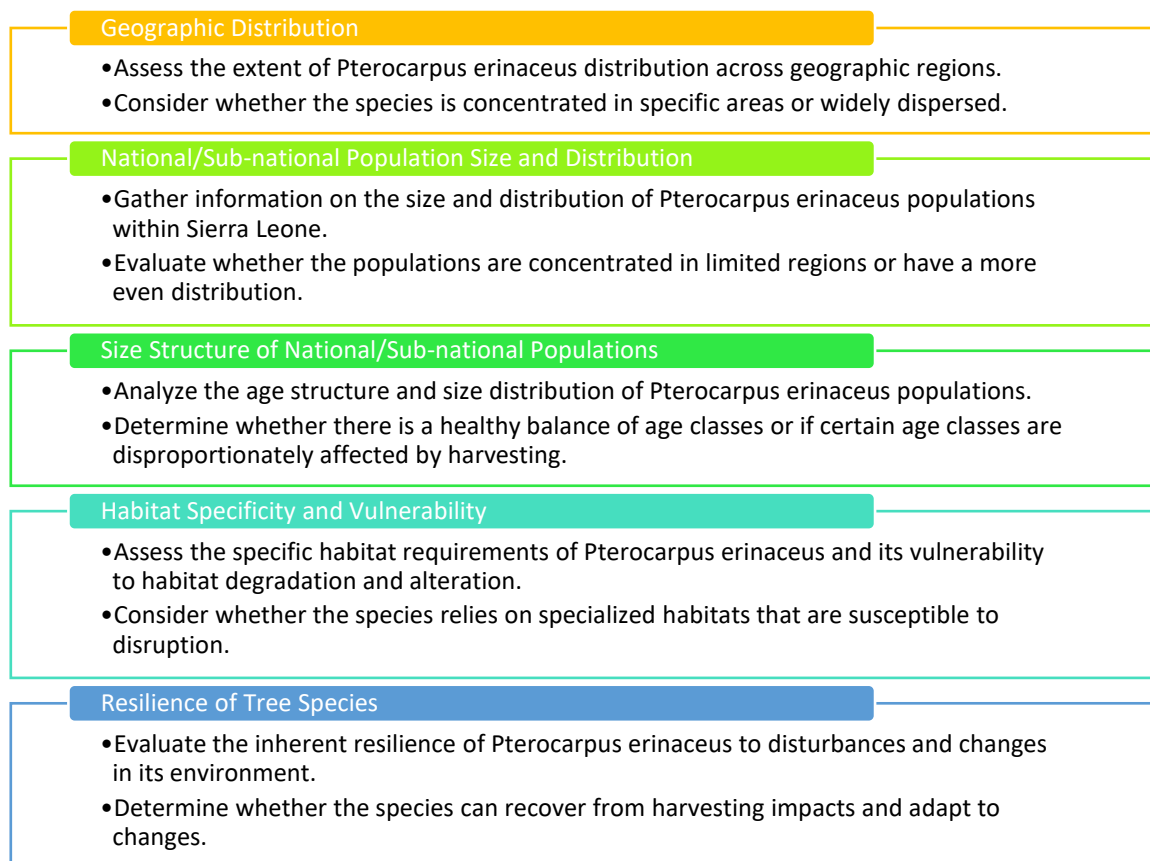 Geographic Distribution
•Assess the extent of Pterocarpus erinaceus distribution across geographic regions.
•Consider whether the species is concentrated in specific areas or widely dispersed.
National/Sub-national Population Size and Distribution
•Gather information on the size and distribution of Pterocarpus erinaceus populations
within Sierra Leone.
•Evaluate whether the populations are concentrated in limited regions or have a more
even distribution.
Size Structure of National/Sub-national Populations
•Analyze the age structure and size distribution of Pterocarpus erinaceus populations.
•Determine whether there is a healthy balance of age classes or if certain age classes are
disproportionately affected by harvesting.
Habitat Specificity and Vulnerability
•Assess the specific habitat requirements of Pterocarpus erinaceus and its vulnerability
to habitat degradation and alteration.
•Consider whether the species relies on specialized habitats that are susceptible to
disruption.
Resilience of Tree Species
•Evaluate the inherent resilience of Pterocarpus erinaceus to disturbances and changes
in its environment.
•Determine whether the species can recover from harvesting impacts and adapt to
changes.